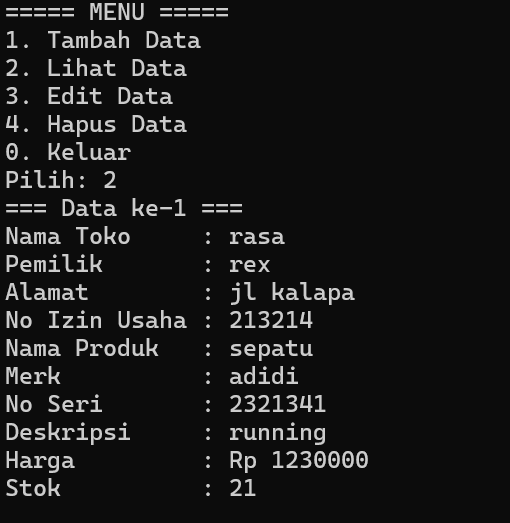 ===== MENU =====
1. Tambah Data
2. Lihat Data
3. Edit Data
4. Hapus Data
0. Keluar
Pilih: 2
=== Data ke-1 ===
Nama Toko     : rasa
Pemilik       : rex
Alamat        : jl kalapa
No Izin Usaha : 213214
Nama Produk   : sepatu
Merk          : adidi
No Seri       : 2321341
Deskripsi     : running
Harga         : Rp 1230000
Stok          : 21